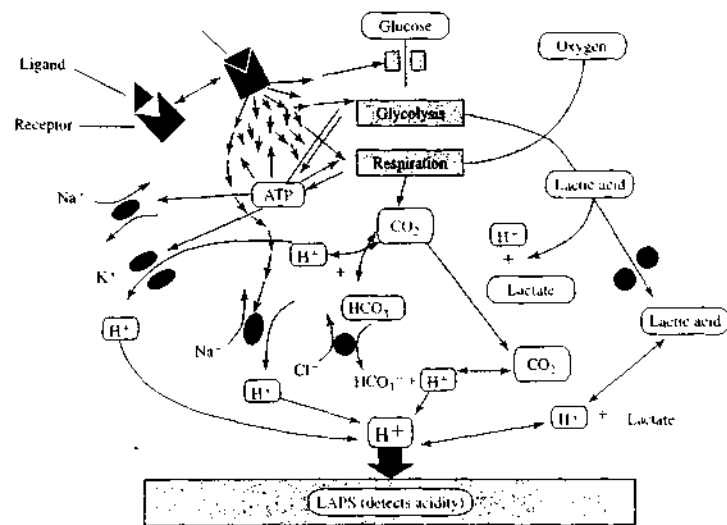 Glucose
Oxygen
Ligand
Receptor
Glycolysis
Respiration
Lactic acid
ATP
Na⁺
CO₂
H⁺
+
Lactate
H⁺
+
K⁺
HCO₃⁻
Lactic acid
H⁺
Na⁺
Cl⁻
HCO₃⁻ + H⁺
CO₂
H⁺
H⁺ + Lactate
H⁺
LAPS (detects acidity)